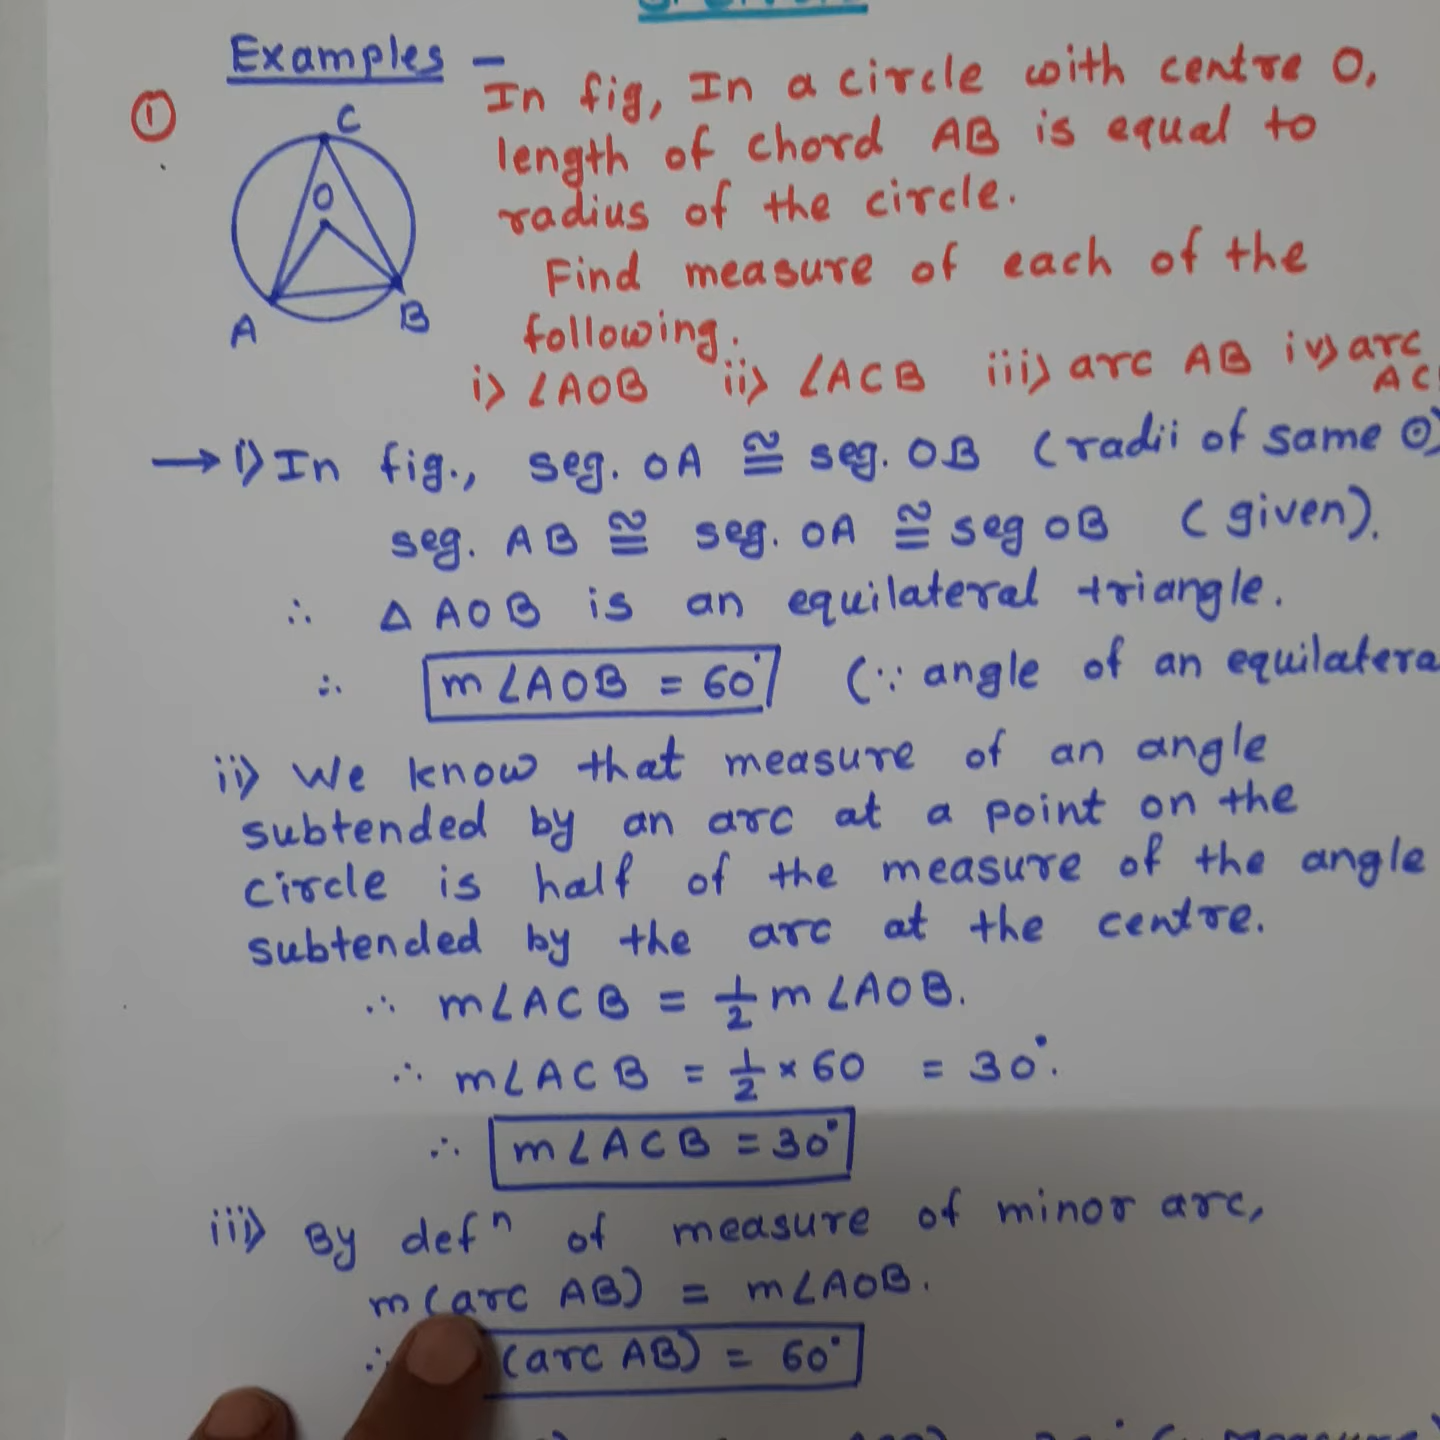 Examples -
① In fig, In a circle with centre O,
length of chord AB is equal to
radius of the circle.
Find measure of each of the
following.
i> ∠AOB ii> ∠ACB iii> arc AB iv> arc
AC
C
O
A
B
→ i) In fig., seg. OA ≅ seg. OB (radii of same ⊙)
seg. AB ≅ seg. OA ≅ seg OB (given).
∴ △ AOB is an equilateral triangle.
∴ m∠AOB = 60° (∵ angle of an
ii> We know that measure of an angle
subtended by an arc at a point on the
circle is half of the measure of the angle
subtended by the arc at the centre.
∴ m∠ACB = 1/2 m∠AOB.
∴ m∠ACB = 1/2 × 60 = 30°.
∴ m∠ACB = 30°
iii> By defⁿ of measure of minor arc,
m(arc AB) = m∠AOB.
∴ (arc AB) = 60°